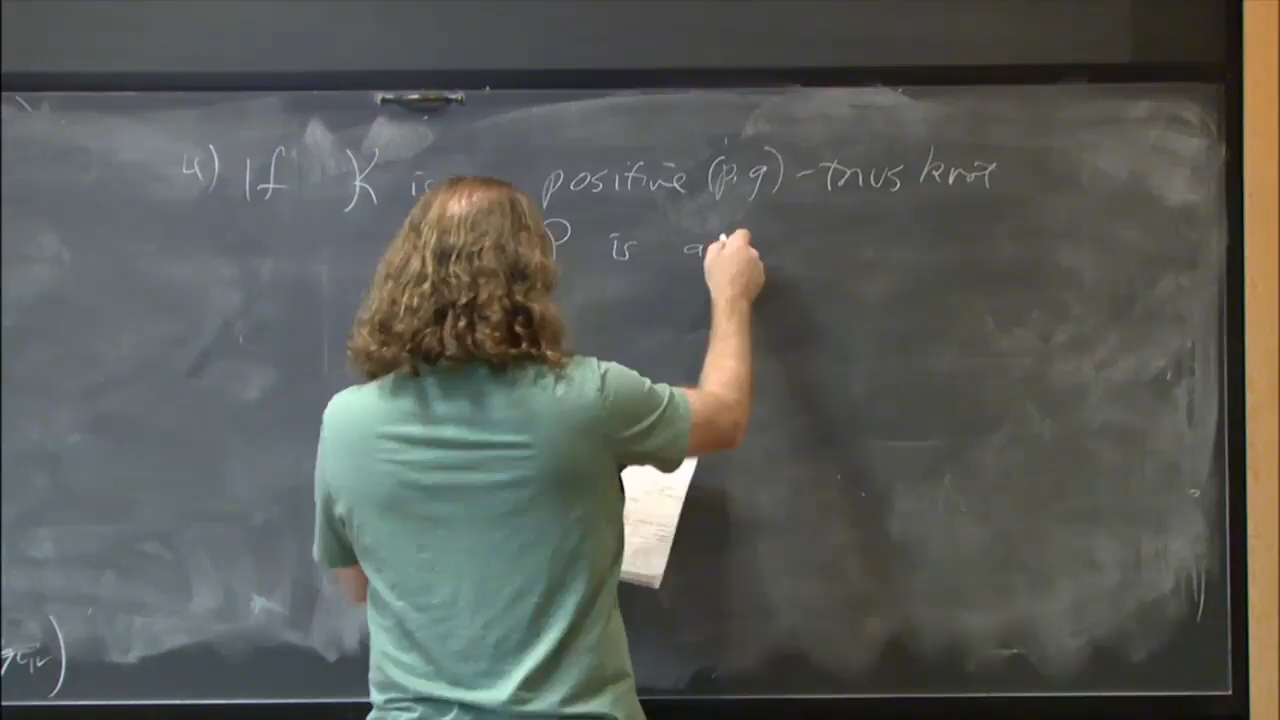 4) If K is positive (p,q)-torus knot
P is a